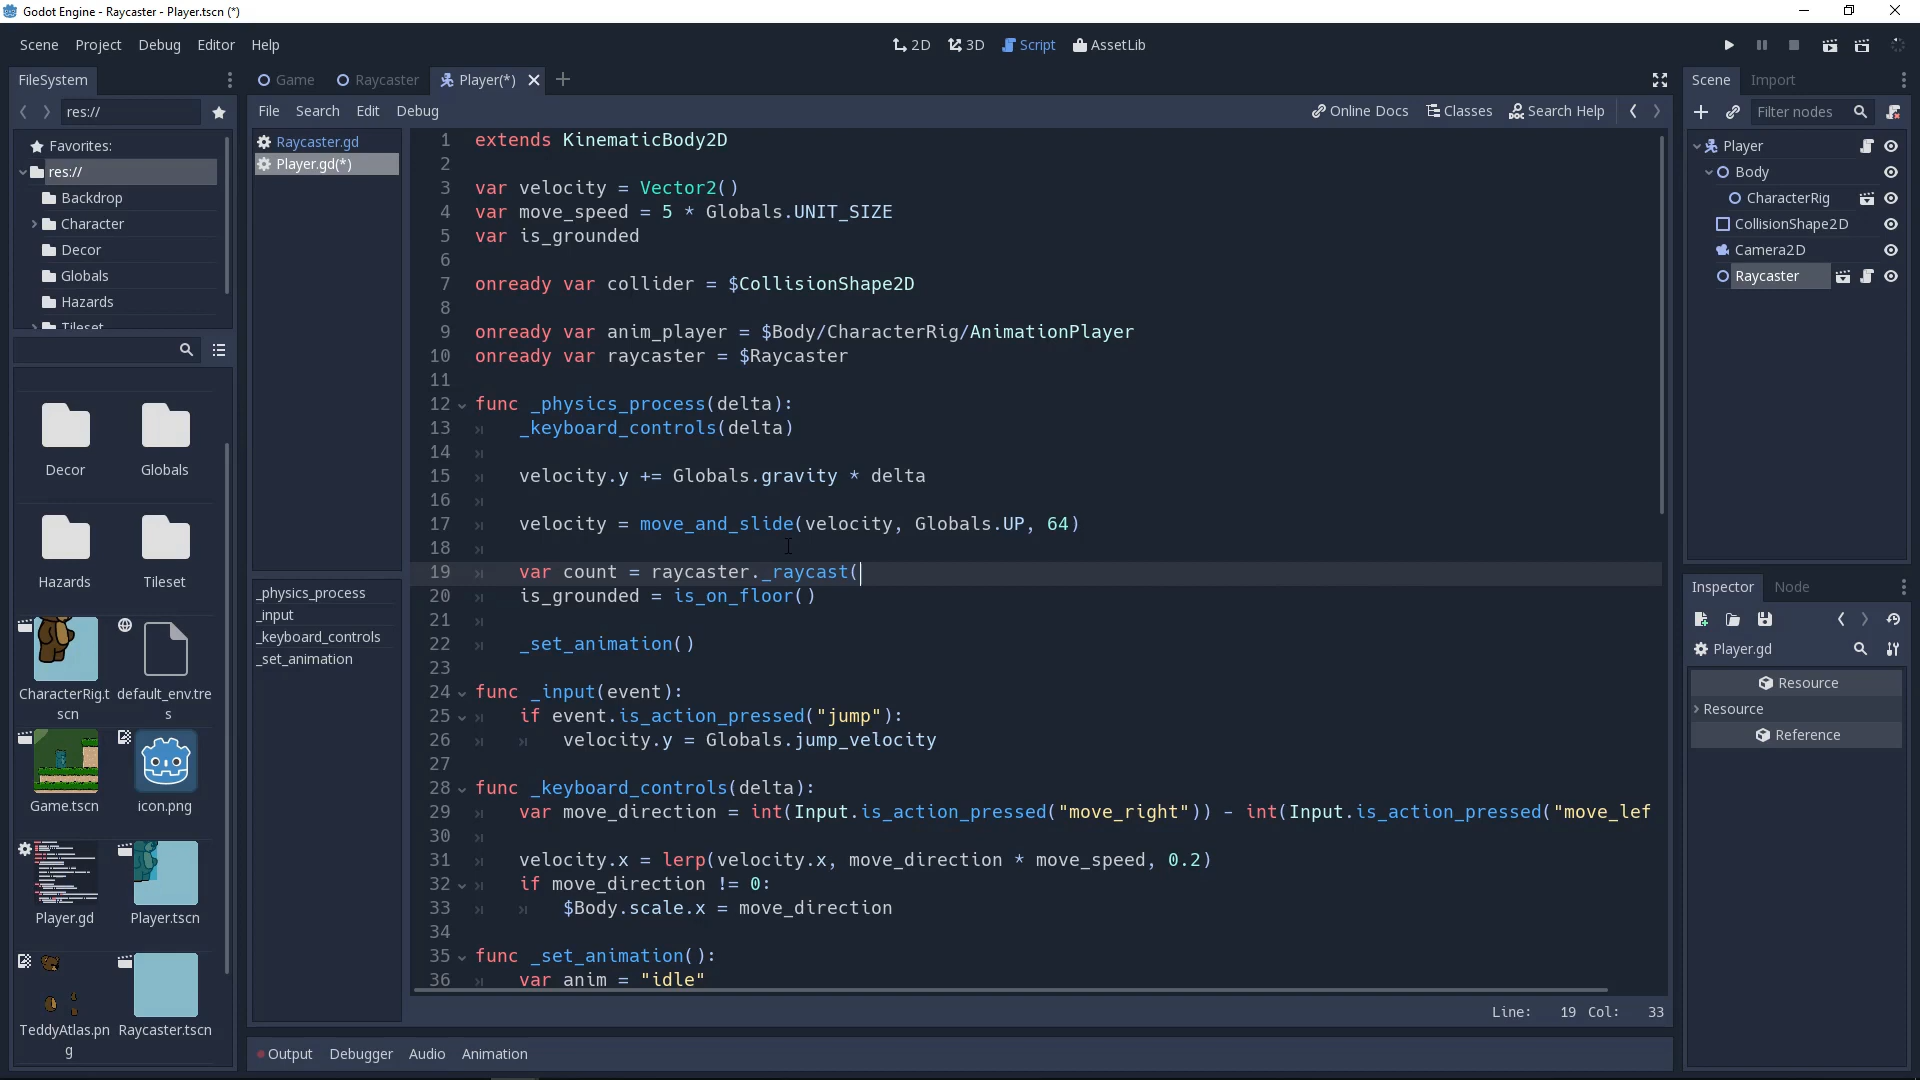 Godot Engine - Raycaster - Player.tscn (*)
Scene Project Debug Editor Help
2D 3D Script AssetLib
FileSystem
res://
Favorites:
res://
Backdrop
Character
Decor
Globals
Hazards
Tileset
Decor Globals
Hazards Tileset
CharacterRig.t
scn
default_env.tre
s
Game.tscn icon.png
Player.gd Player.tscn
TeddyAtlas.pn
g
Raycaster.tscn
Game Raycaster Player(*)
File Search Edit Debug
Online Docs Classes Search Help
Raycaster.gd
Player.gd(*)
_physics_process
_input
_keyboard_controls
_set_animation
1 extends KinematicBody2D
2
3 var velocity = Vector2()
4 var move_speed = 5 * Globals.UNIT_SIZE
5 var is_grounded
6
7 onready var collider = $CollisionShape2D
8
9 onready var anim_player = $Body/CharacterRig/AnimationPlayer
10 onready var raycaster = $Raycaster
11
12 func _physics_process(delta):
13 _keyboard_controls(delta)
14
15 velocity.y += Globals.gravity * delta
16
17 velocity = move_and_slide(velocity, Globals.UP, 64)
18
19 var count = raycaster._raycast(
20 is_grounded = is_on_floor()
21
22 _set_animation()
23
24 func _input(event):
25 if event.is_action_pressed("jump"):
26 velocity.y = Globals.jump_velocity
27
28 func _keyboard_controls(delta):
29 var move_direction = int(Input.is_action_pressed("move_right")) - int(Input.is_action_pressed("move_lef
30
31 velocity.x = lerp(velocity.x, move_direction * move_speed, 0.2)
32 if move_direction != 0:
33 $Body.scale.x = move_direction
34
35 func _set_animation():
36 var anim = "idle"
Line: 19 Col: 33
Output Debugger Audio Animation
Scene Import
Filter nodes
Player
Body
CharacterRig
CollisionShape2D
Camera2D
Raycaster
Inspector Node
Player.gd
Resource
Resource
Reference